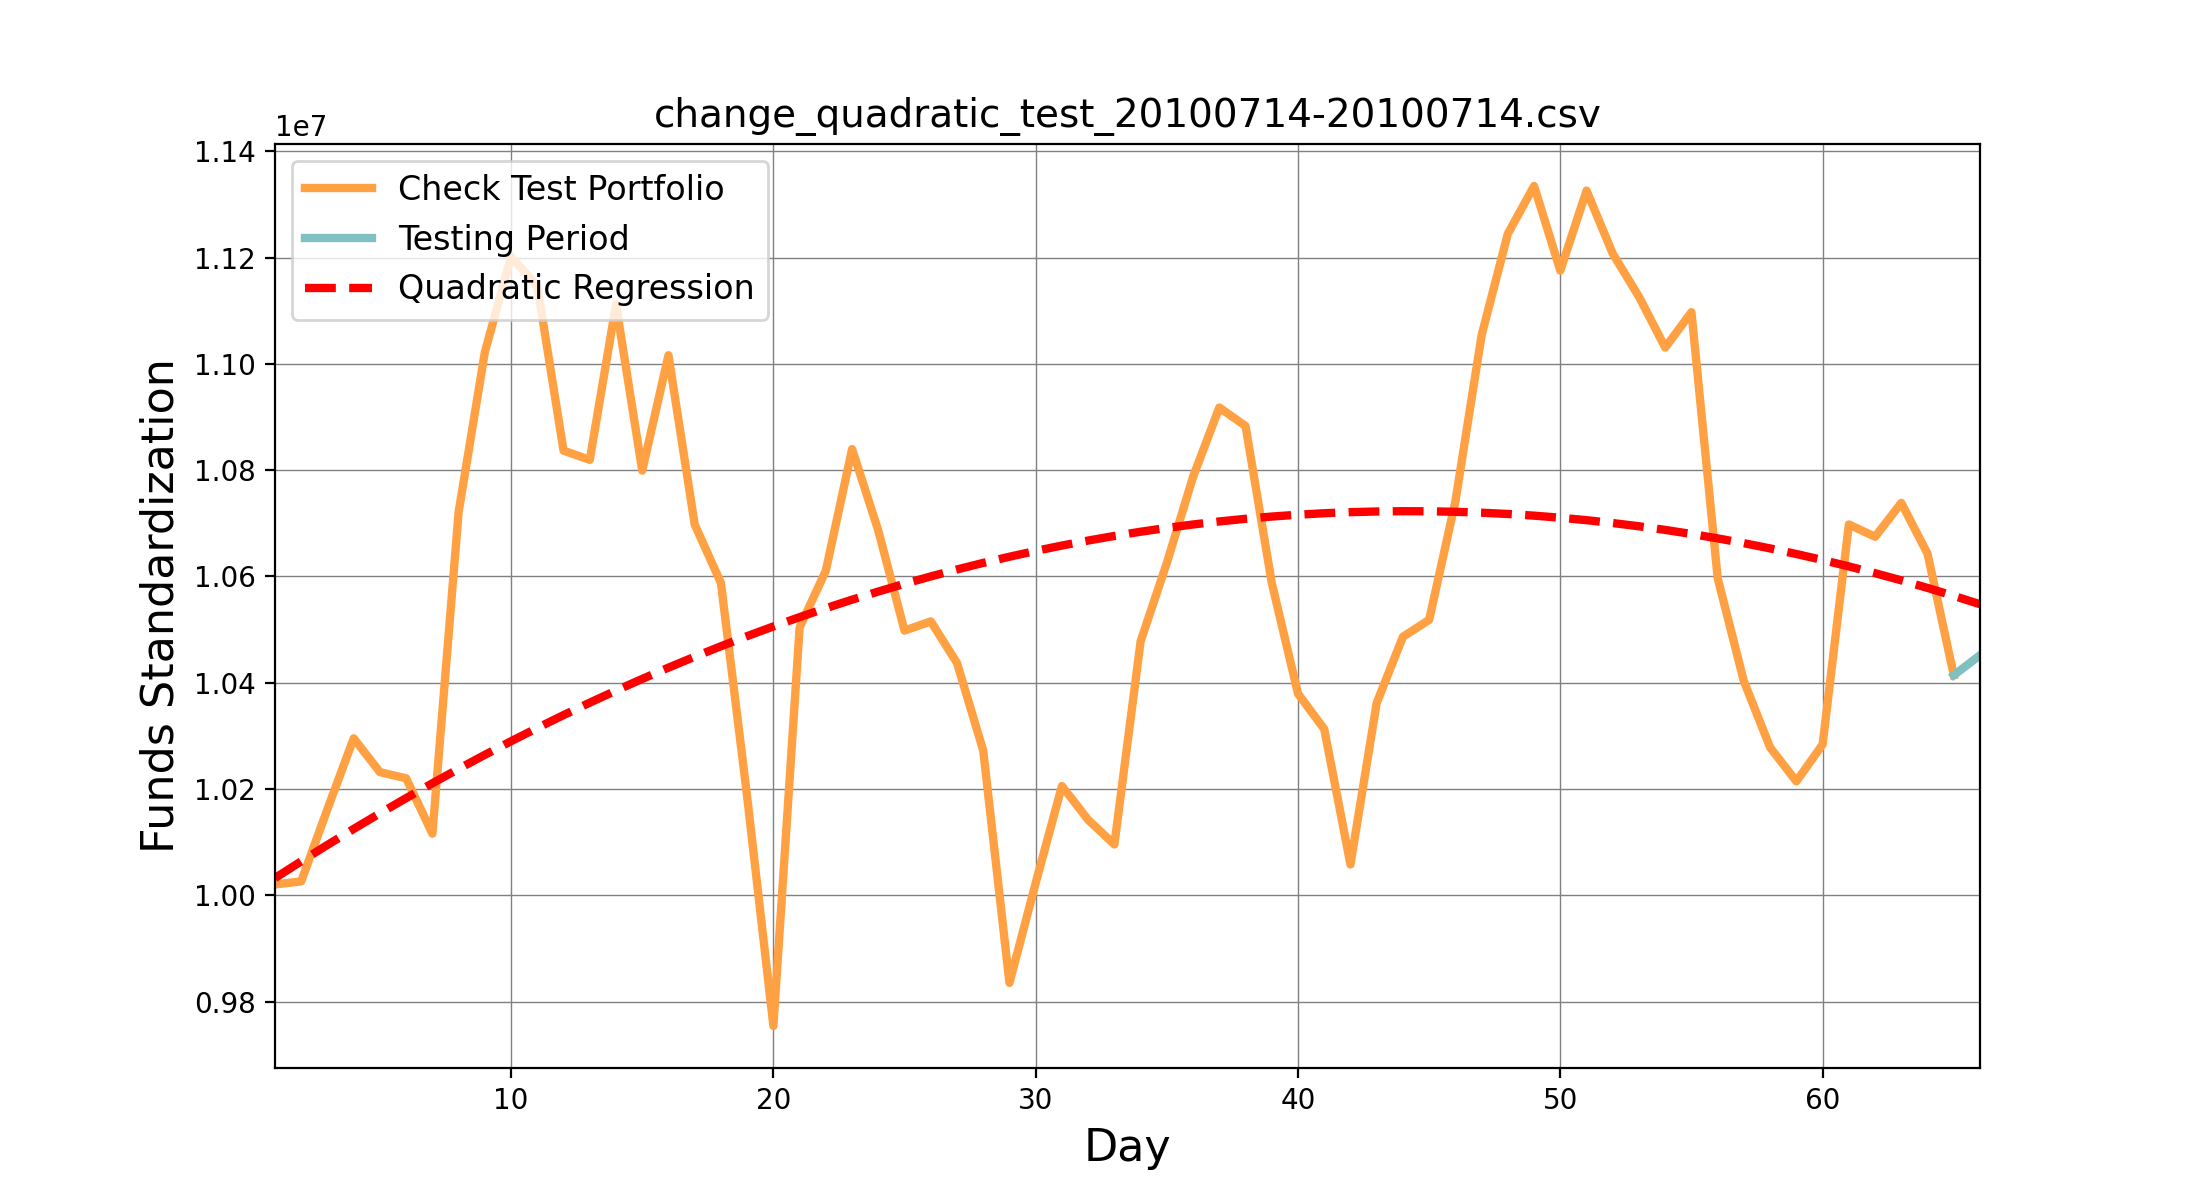 change_quadratic_test_20100714-20100714.csv
1e7
Check Test Portfolio
Testing Period
Quadratic Regression
1.14
1.12
1.10
1.08
1.06
1.04
1.02
1.00
0.98
Funds Standardization
10 20 30 40 50 60
Day